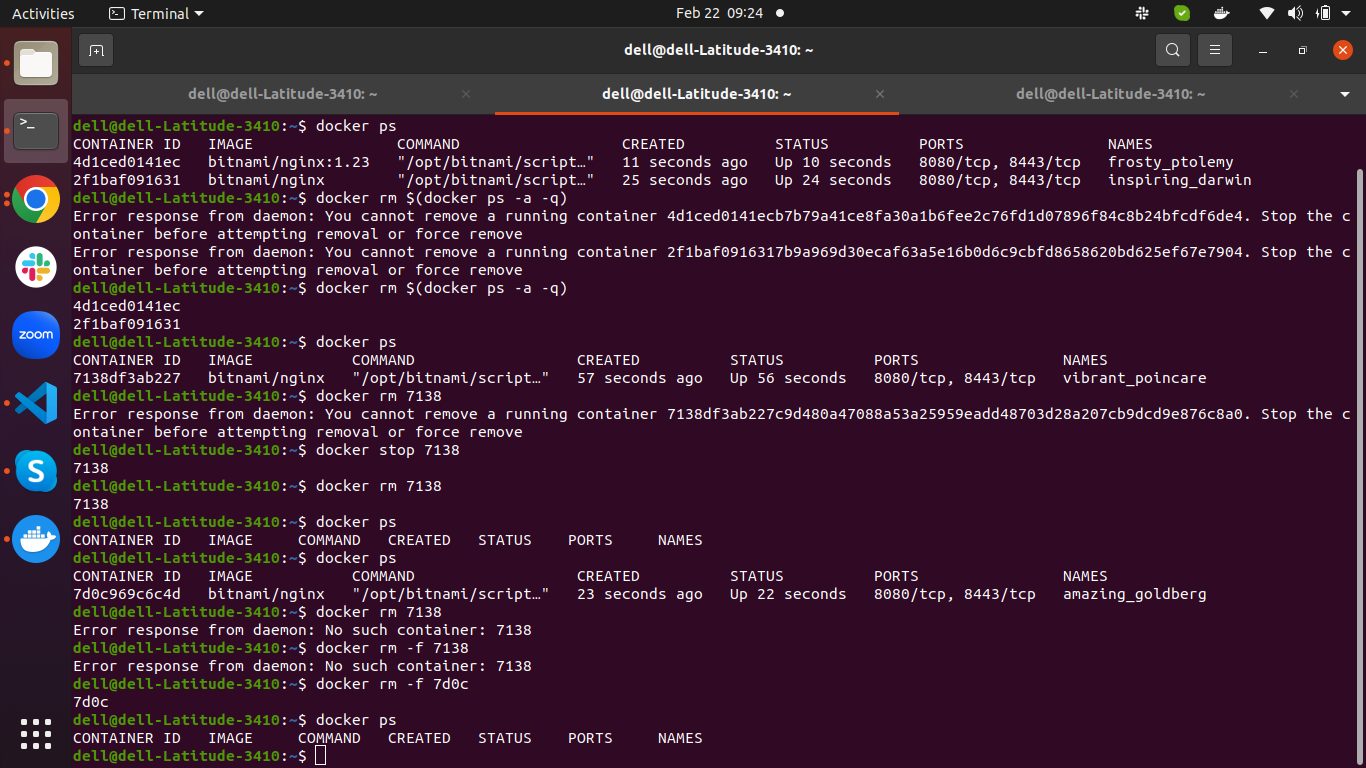 Activities Terminal Feb 22 09:24
dell@dell-Latitude-3410: ~
dell@dell-Latitude-3410: ~ dell@dell-Latitude-3410: ~ dell@dell-Latitude-3410: ~
dell@dell-Latitude-3410:~$ docker ps
CONTAINER ID   IMAGE                COMMAND                  CREATED          STATUS          PORTS                NAMES
4d1ced0141ec   bitnami/nginx:1.23   "/opt/bitnami/script…"   11 seconds ago   Up 10 seconds   8080/tcp, 8443/tcp   frosty_ptolemy
2f1baf091631   bitnami/nginx        "/opt/bitnami/script…"   25 seconds ago   Up 24 seconds   8080/tcp, 8443/tcp   inspiring_darwin
dell@dell-Latitude-3410:~$ docker rm $(docker ps -a -q)
Error response from daemon: You cannot remove a running container 4d1ced0141ecb7b79a41ce8fa30a1b6fee2c76fd1d07896f84c8b24bfcdf6de4. Stop the c
ontainer before attempting removal or force remove
Error response from daemon: You cannot remove a running container 2f1baf0916317b9a969d30ecaf63a5e16b0d6c9cbfd8658620bd625ef67e7904. Stop the c
ontainer before attempting removal or force remove
dell@dell-Latitude-3410:~$ docker rm $(docker ps -a -q)
4d1ced0141ec
2f1baf091631
dell@dell-Latitude-3410:~$ docker ps
CONTAINER ID   IMAGE           COMMAND                  CREATED          STATUS          PORTS                NAMES
7138df3ab227   bitnami/nginx   "/opt/bitnami/script…"   57 seconds ago   Up 56 seconds   8080/tcp, 8443/tcp   vibrant_poincare
dell@dell-Latitude-3410:~$ docker rm 7138
Error response from daemon: You cannot remove a running container 7138df3ab227c9d480a47088a53a25959eadd48703d28a207cb9dcd9e876c8a0. Stop the c
ontainer before attempting removal or force remove
dell@dell-Latitude-3410:~$ docker stop 7138
7138
dell@dell-Latitude-3410:~$ docker rm 7138
7138
dell@dell-Latitude-3410:~$ docker ps
CONTAINER ID   IMAGE     COMMAND   CREATED   STATUS    PORTS     NAMES
dell@dell-Latitude-3410:~$ docker ps
CONTAINER ID   IMAGE           COMMAND                  CREATED          STATUS          PORTS                NAMES
7d0c969c6c4d   bitnami/nginx   "/opt/bitnami/script…"   23 seconds ago   Up 22 seconds   8080/tcp, 8443/tcp   amazing_goldberg
dell@dell-Latitude-3410:~$ docker rm 7138
Error response from daemon: No such container: 7138
dell@dell-Latitude-3410:~$ docker rm -f 7138
Error response from daemon: No such container: 7138
dell@dell-Latitude-3410:~$ docker rm -f 7d0c
7d0c
dell@dell-Latitude-3410:~$ docker ps
CONTAINER ID   IMAGE     COMMAND   CREATED   STATUS    PORTS     NAMES
dell@dell-Latitude-3410:~$
zoom
S